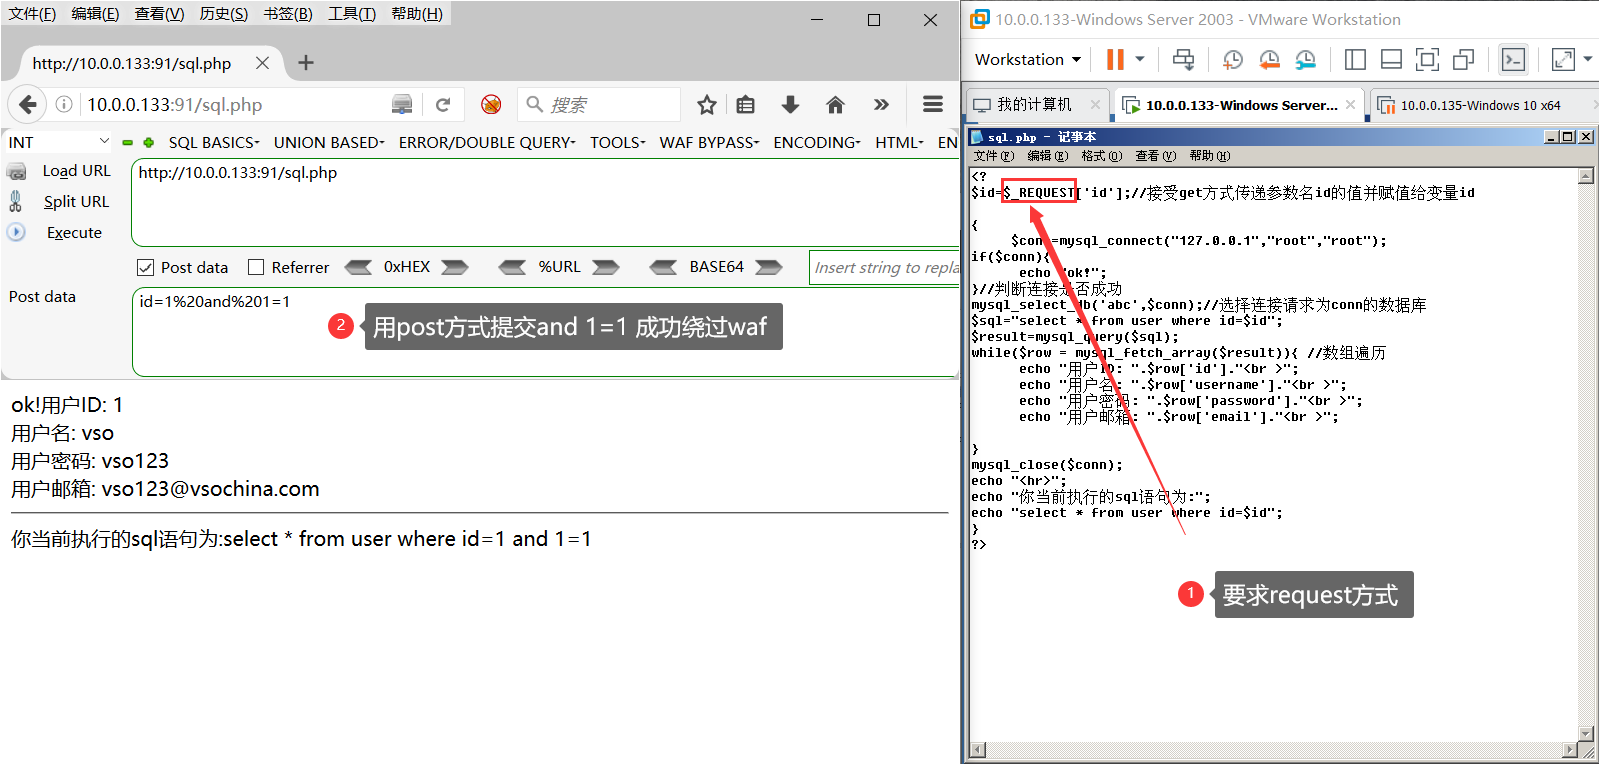 文件(F) 编辑(E) 查看(V) 历史(S) 书签(B) 工具(T) 帮助(H)
http://10.0.0.133:91/sql.php
10.0.0.133:91/sql.php
搜索
INT
SQL BASICS UNION BASED ERROR/DOUBLE QUERY TOOLS WAF BYPASS ENCODING HTML EN
Load URL
http://10.0.0.133:91/sql.php
Split URL
Execute
Post data Referrer 0xHEX %URL BASE64 Insert string to repla
Post data
id=1%20and%201=1
2 用post方式提交and 1=1 成功绕过waf
ok!用户ID: 1
用户名: vso
用户密码: vso123
用户邮箱: vso123@vsochina.com
你当前执行的sql语句为:select * from user where id=1 and 1=1
10.0.0.133-Windows Server 2003 - VMware Workstation
Workstation
我的计算机 10.0.0.133-Windows Server... 10.0.0.135-Windows 10 x64
sql.php - 记事本
文件(F) 编辑(E) 格式(O) 查看(V) 帮助(H)
<?
$id=$_REQUEST['id'];//接受get方式传递参数名id的值并赋值给变量id
{
$conn=mysql_connect("127.0.0.1","root","root");
if($conn){
echo "ok!";
}//判断连接是否成功
mysql_select_db('abc',$conn);//选择连接请求为conn的数据库
$sql="select * from user where id=$id";
$result=mysql_query($sql);
while($row = mysql_fetch_array($result)){ //数组遍历
echo "用户ID: ".$row['id']."<br >";
echo "用户名: ".$row['username']."<br >";
echo "用户密码: ".$row['password']."<br >";
echo "用户邮箱: ".$row['email']."<br >";
}
mysql_close($conn);
echo "<hr>";
echo "你当前执行的sql语句为:";
echo "select * from user where id=$id";
}
?>
1 要求request方式